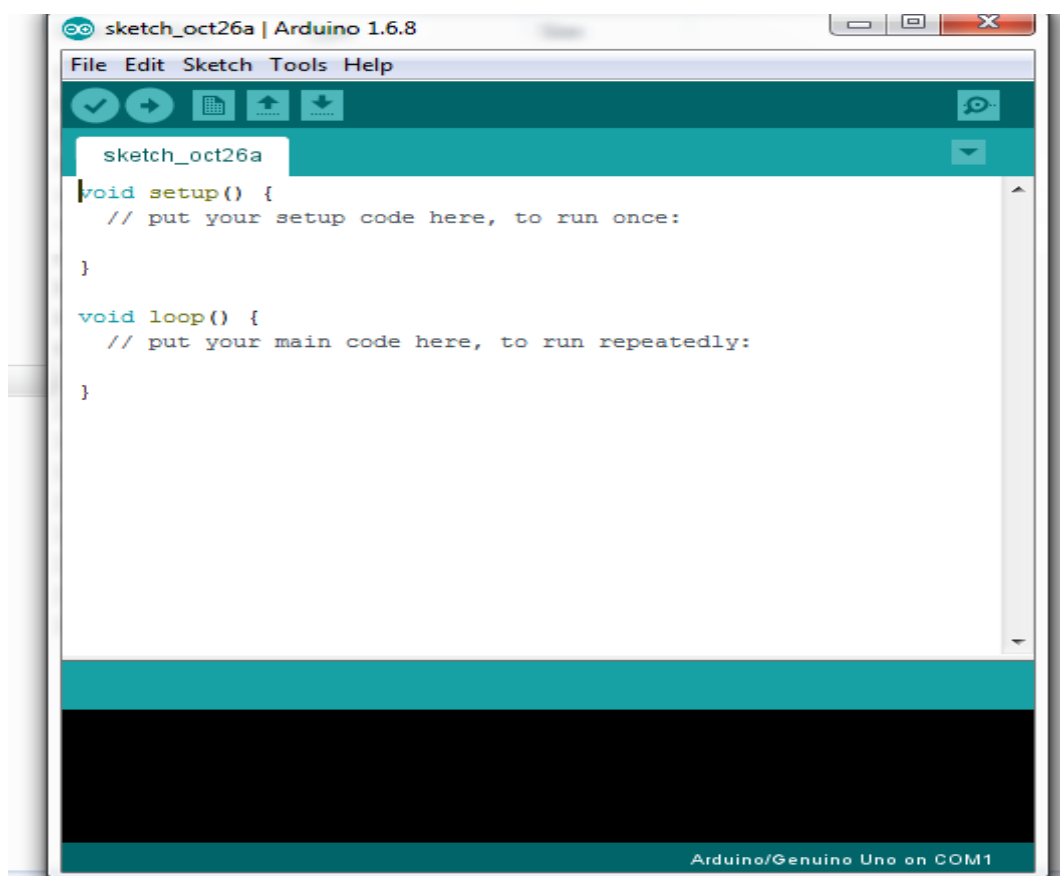 sketch_oct26a | Arduino 1.6.8
File Edit Sketch Tools Help
sketch_oct26a
void setup() {
  // put your setup code here, to run once:
}
void loop() {
  // put your main code here, to run repeatedly:
}
Arduino/Genuino Uno on COM1